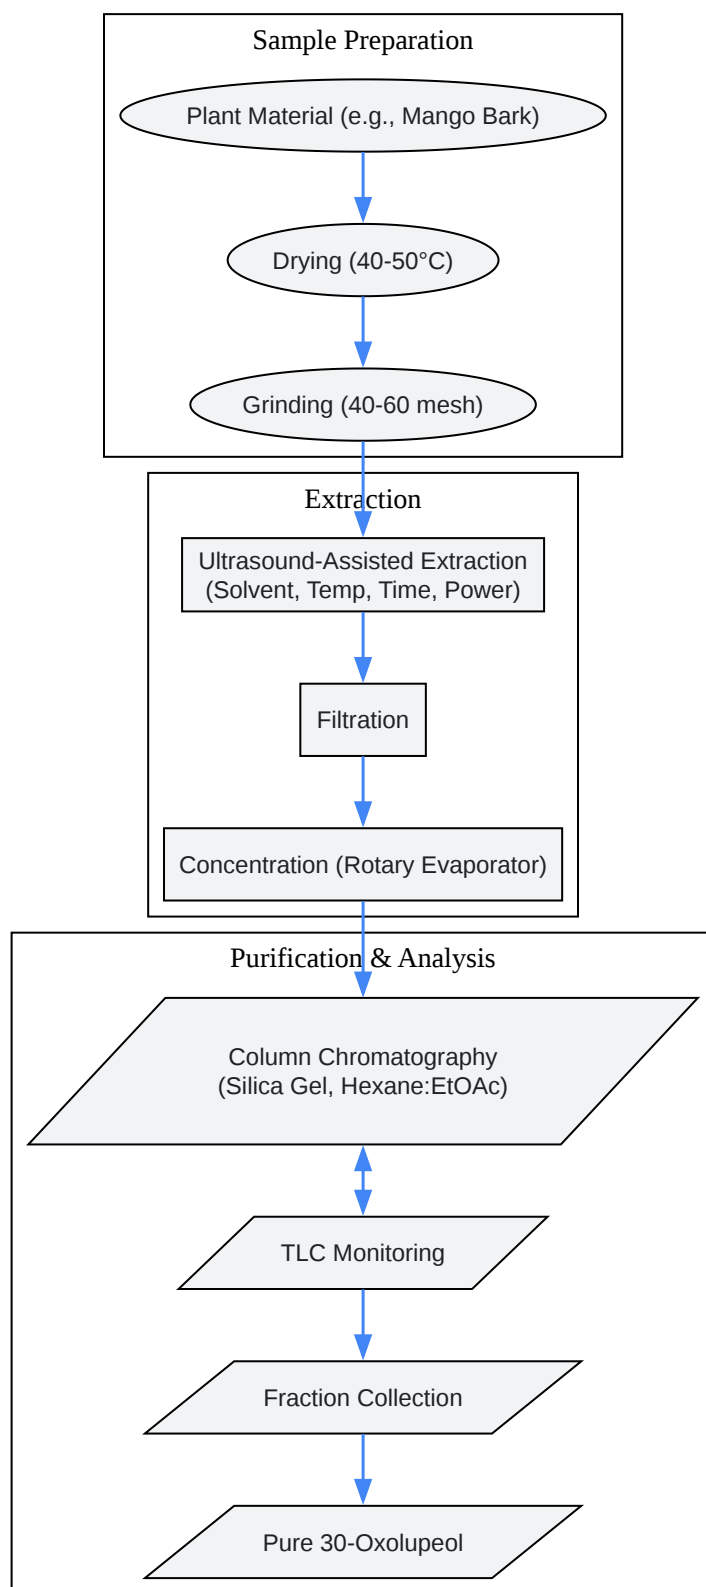 Sample Preparation
Plant Material (e.g., Mango Bark)
Drying (40-50°C)
Grinding (40-60 mesh)
Extraction
Ultrasound-Assisted Extraction
(Solvent, Temp, Time, Power)
Filtration
Concentration (Rotary Evaporator)
Purification & Analysis
Column Chromatography
(Silica Gel, Hexane:EtOAc)
TLC Monitoring
Fraction Collection
Pure 30-Oxolupeol